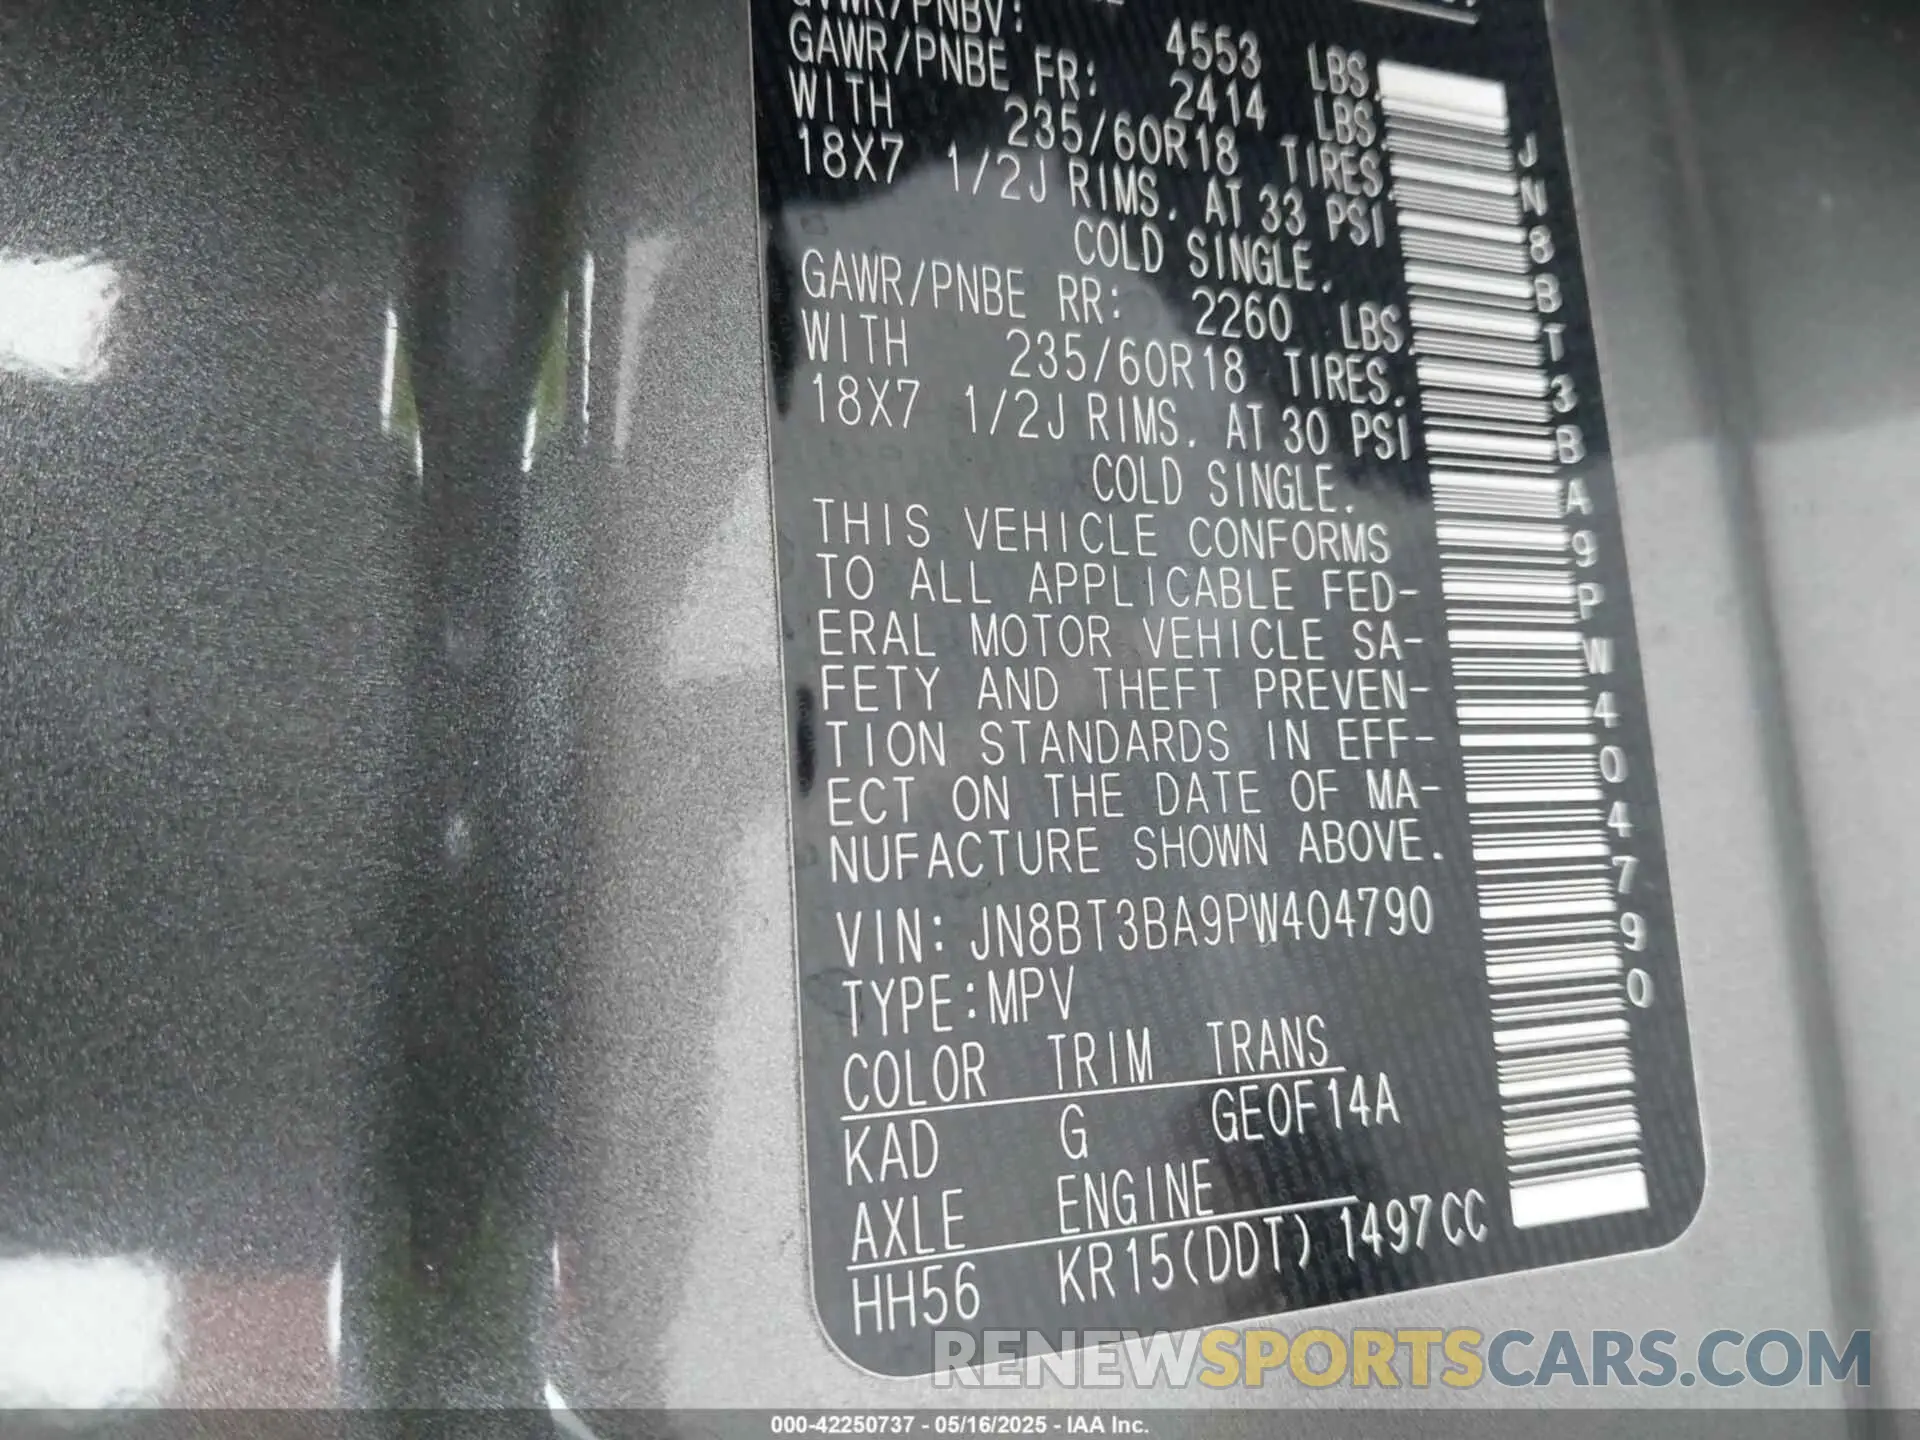 GVWR/PNBV: 4553 LBS.
GAWR/PNBE FR: 2414 LBS.
WITH 235/60R18 TIRES.
18X7 1/2J RIMS. AT 33 PSI
COLD SINGLE.
GAWR/PNBE RR: 2260 LBS.
WITH 235/60R18 TIRES.
18X7 1/2J RIMS. AT 30 PSI
COLD SINGLE.
THIS VEHICLE CONFORMS
TO ALL APPLICABLE FED-
ERAL MOTOR VEHICLE SA-
FETY AND THEFT PREVEN-
TION STANDARDS IN EFF-
ECT ON THE DATE OF MA-
NUFACTURE SHOWN ABOVE.
VIN: JN8BT3BA9PW404790
TYPE:MPV
COLOR TRIM TRANS
KAD G GE0F14A
AXLE ENGINE
HH56 KR15(DDT) 1497CC
JN8BT3BA9PW404790
RENEWSPORTSCARS.COM
000-42250737 - 05/16/2025 - IAA Inc.